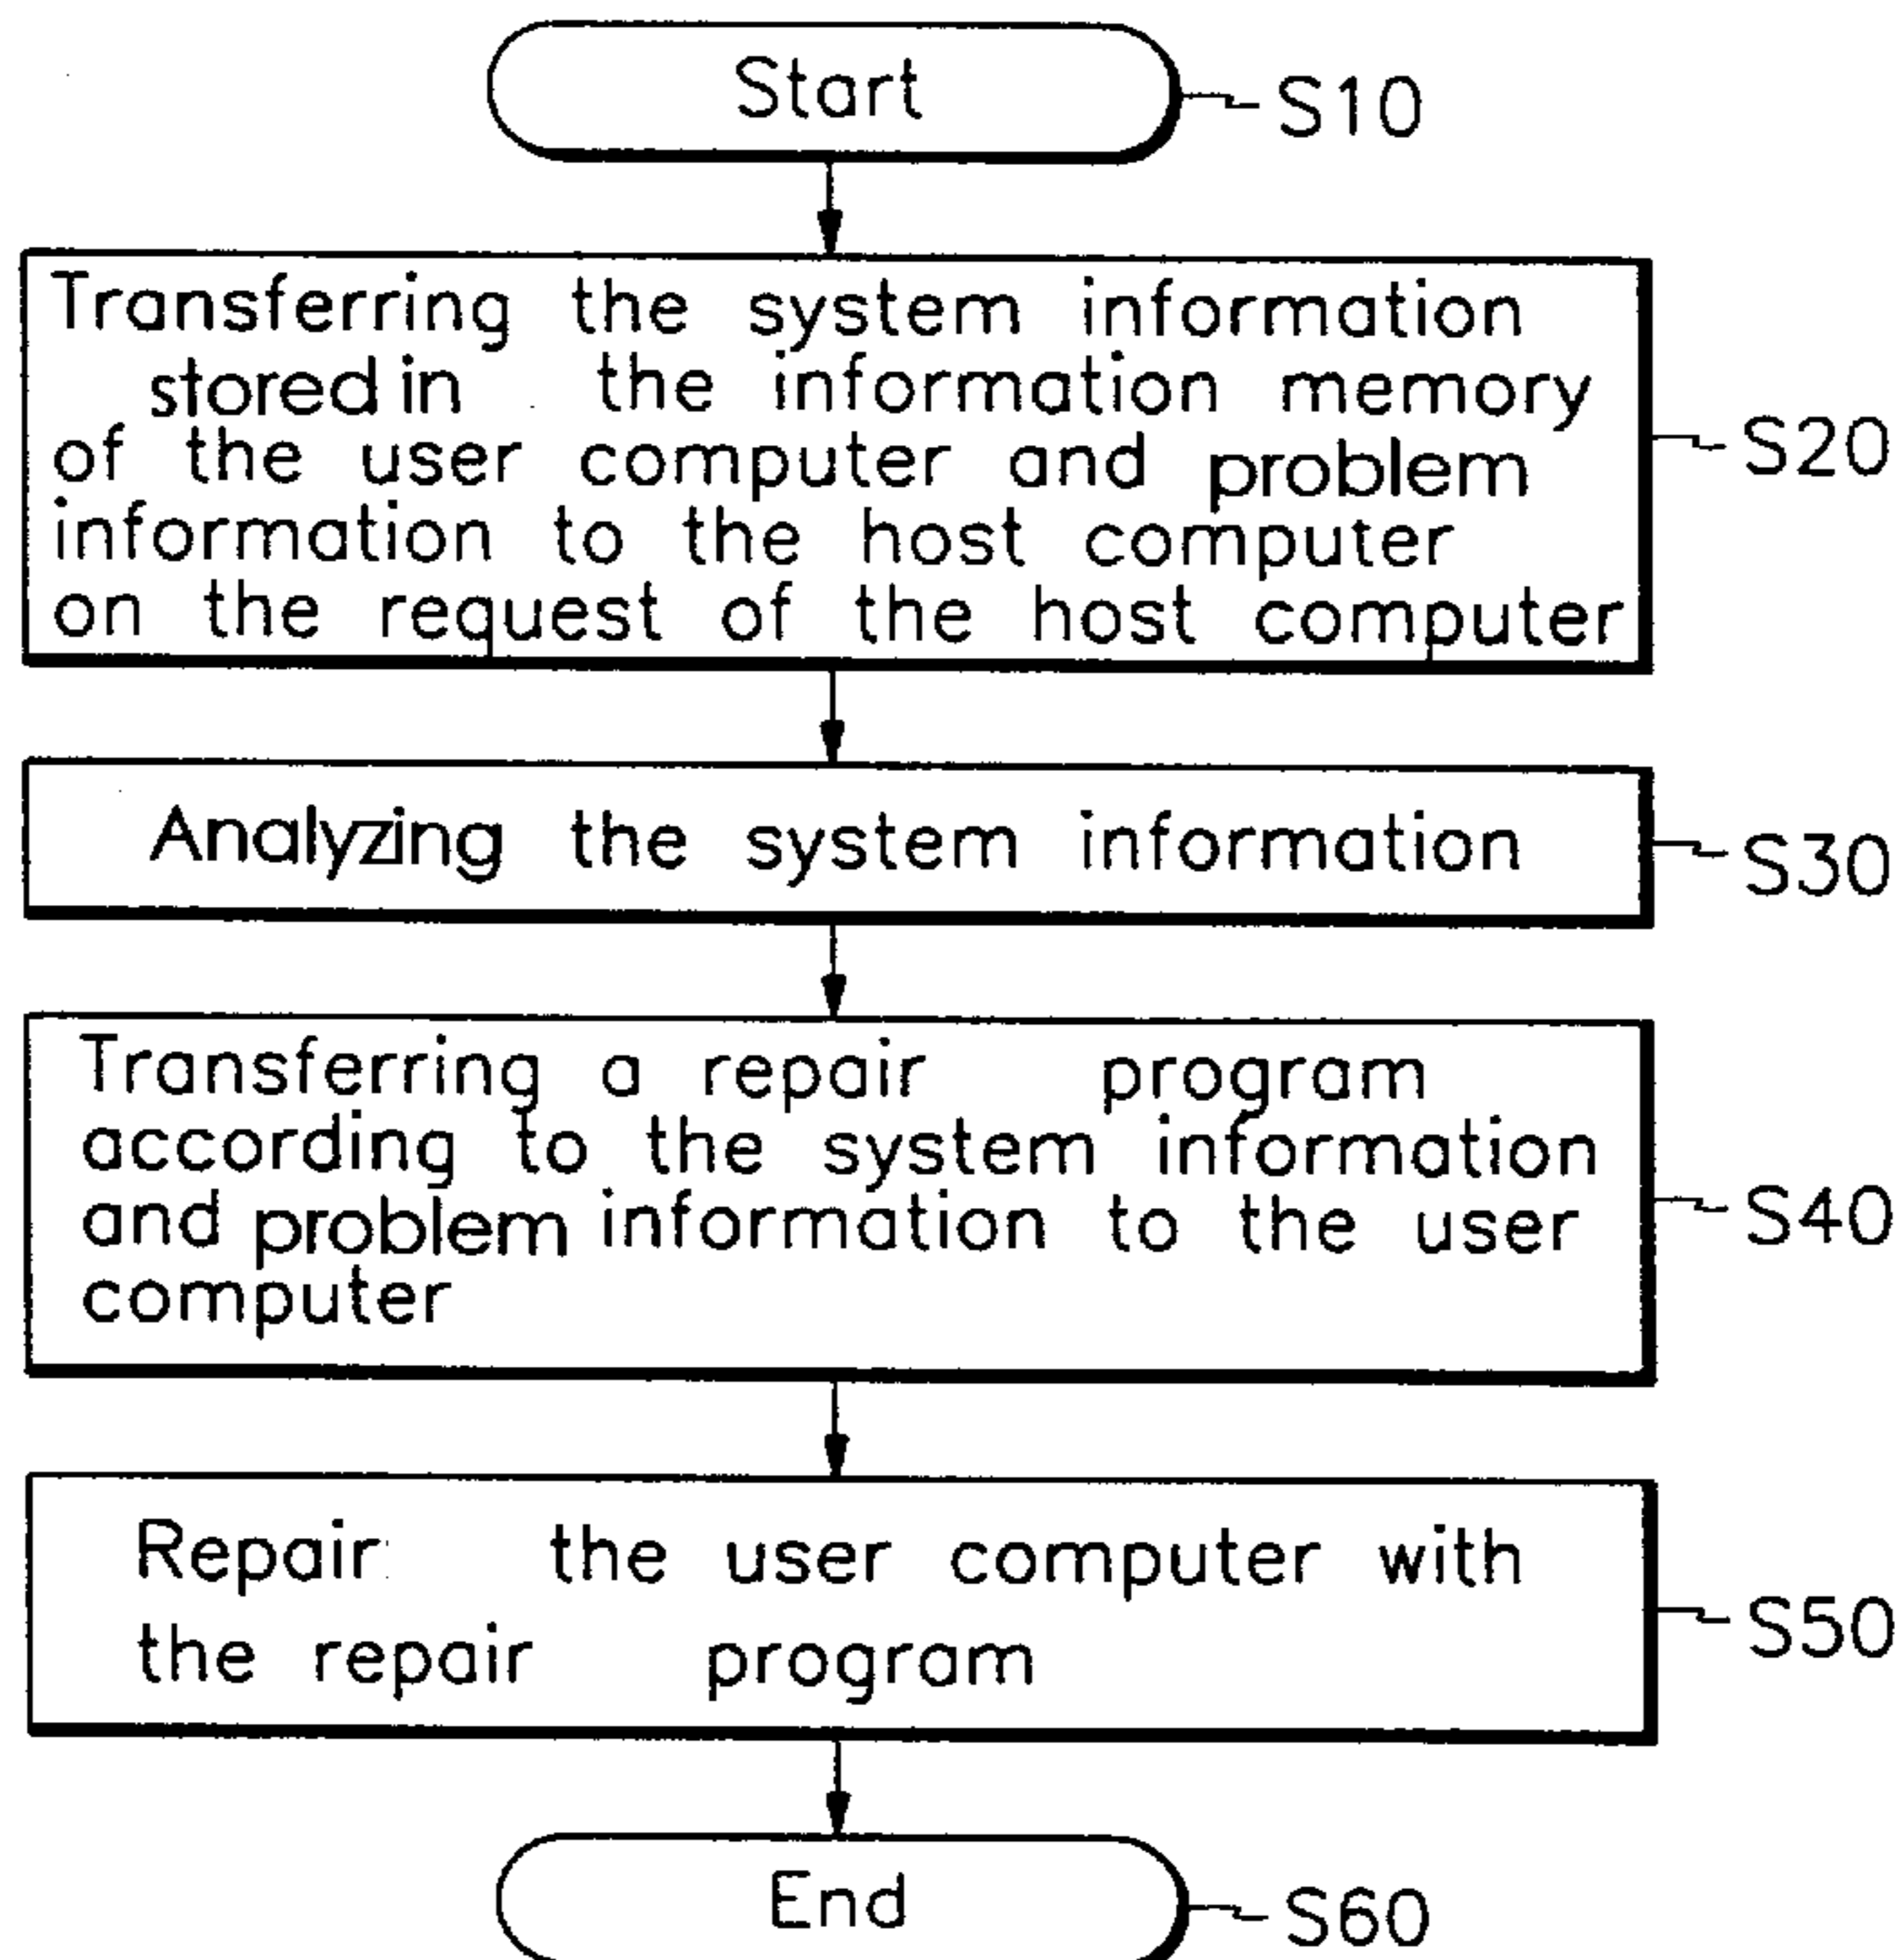 Start
S10
Transferring the system information
stored in the information memory
of the user computer and problem
information to the host computer
on the request of the host computer
S20
Analyzing the system information
S30
Transferring a repair program
according to the system information
and problem information to the user
computer
S40
Repair the user computer with
the repair program
S50
End
S60